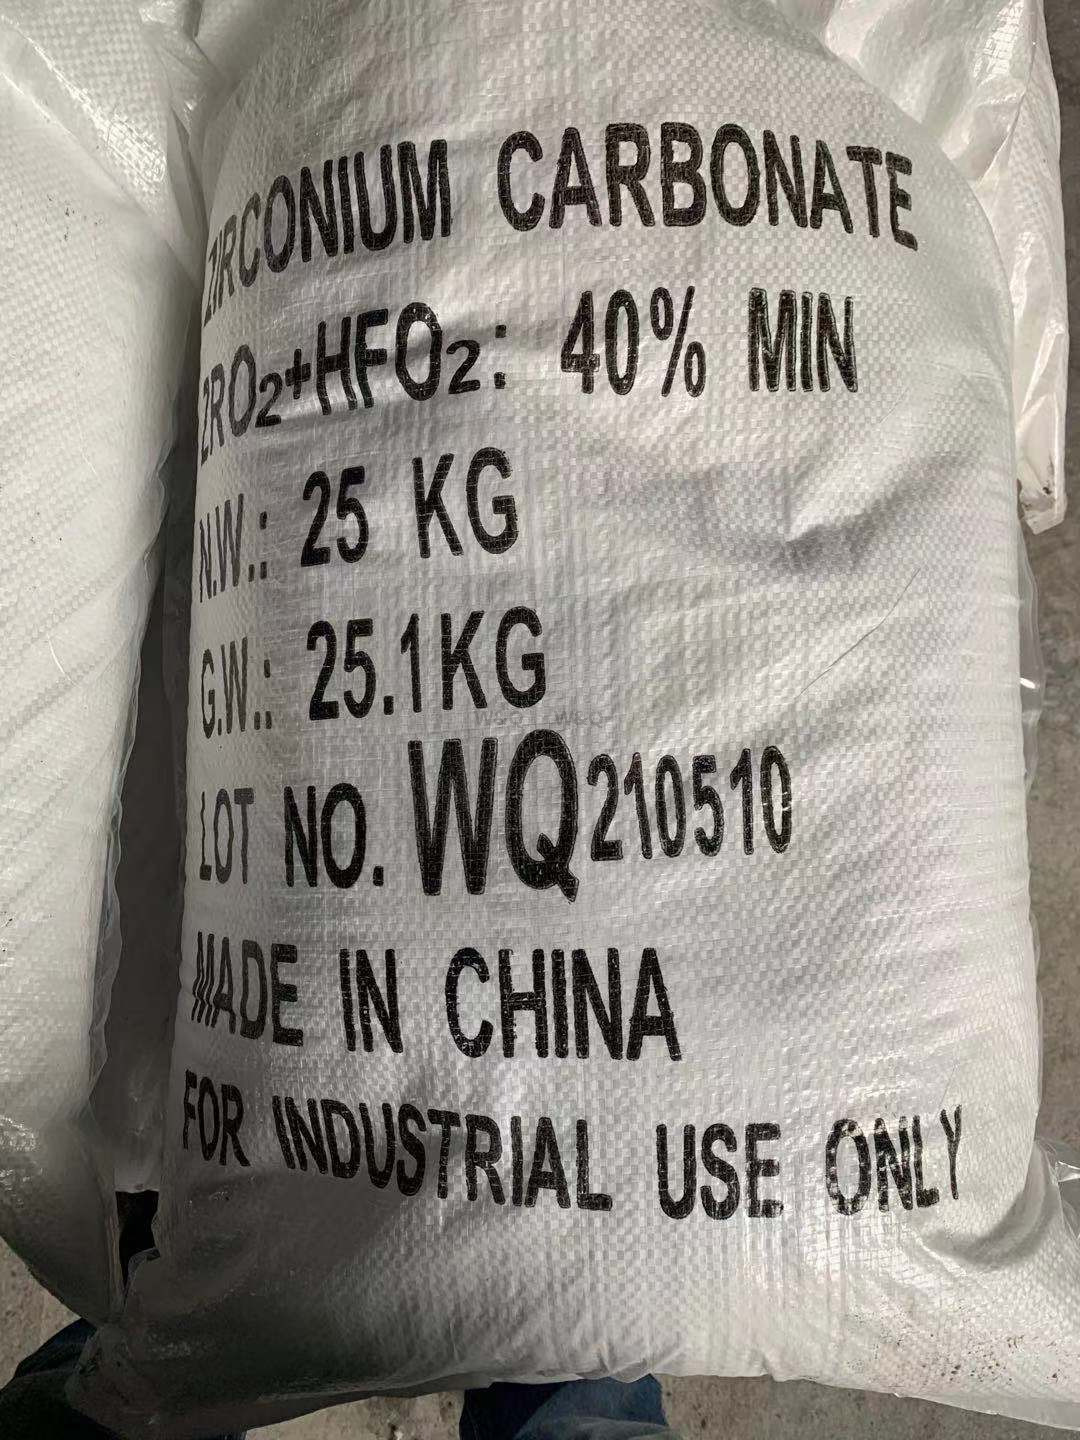 ZIRCONIUM CARBONATE
ZRO₂+HFO₂: 40% MIN
N.W.: 25 KG
G.W.: 25.1KG
LOT NO. WQ210510
MADE IN CHINA
FOR INDUSTRIAL USE ONLY